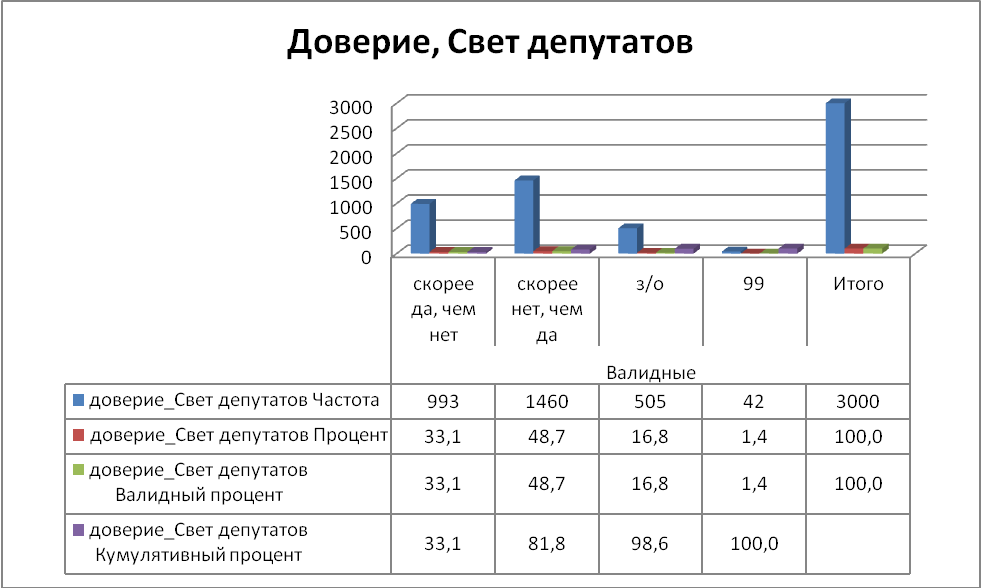 Доверие, Свет депутатов
3000
2500
2000
1500
1000
500
0
скорее да, чем нет
скорее нет, чем да
з/о
99
Итого
Валидные
доверие_Свет депутатов Частота 993 1460 505 42 3000
доверие_Свет депутатов Процент 33,1 48,7 16,8 1,4 100,0
доверие_Свет депутатов
Валидный процент 33,1 48,7 16,8 1,4 100,0
доверие_Свет депутатов
Кумулятивный процент 33,1 81,8 98,6 100,0